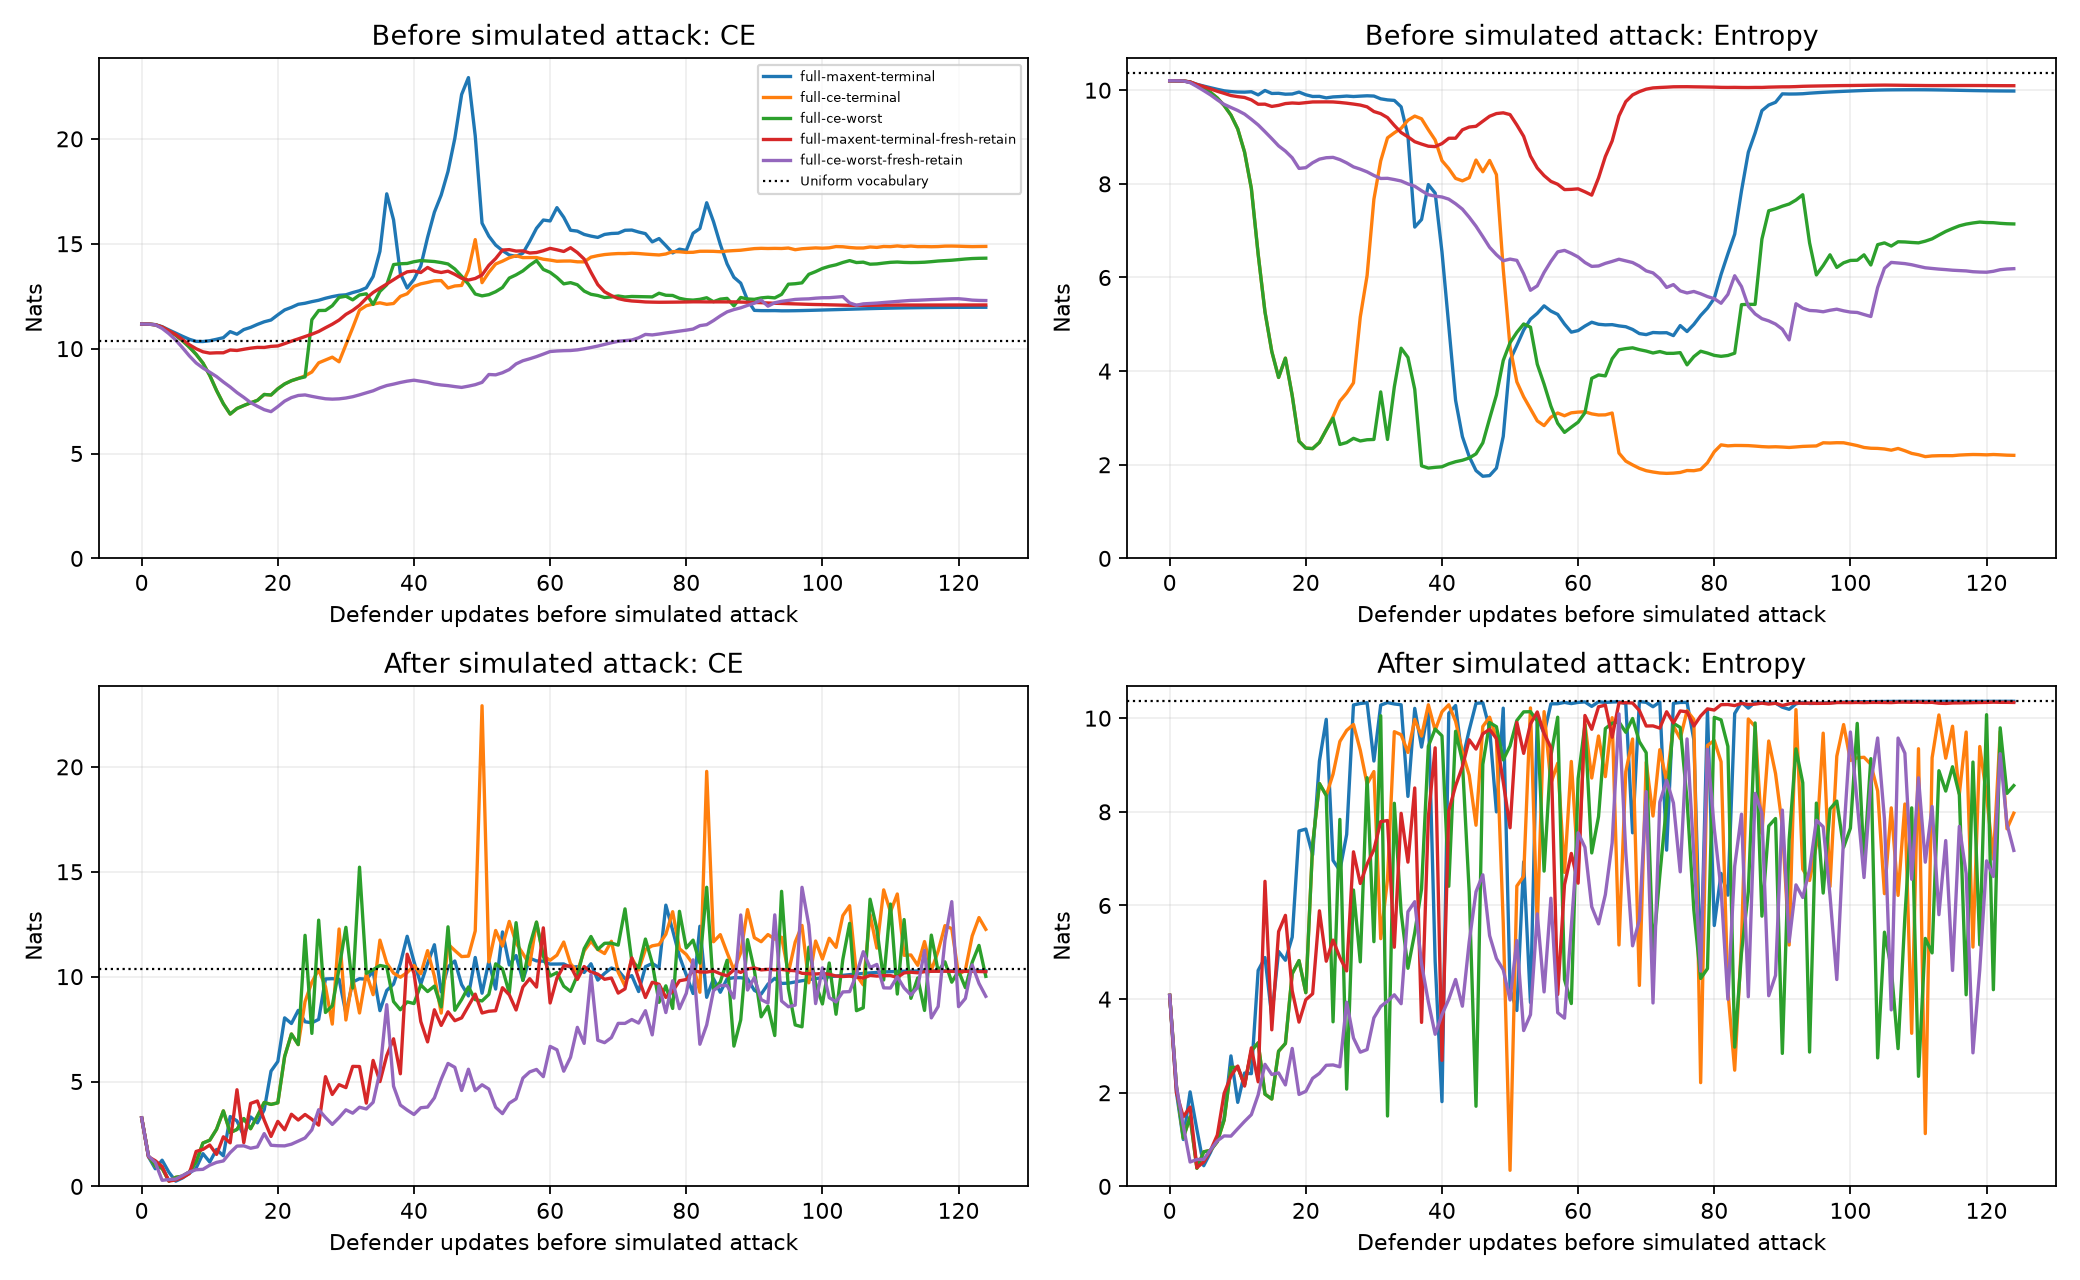 Before simulated attack: CE
Nats
20
15
10
5
0
0 20 40 60 80 100 120
Defender updates before simulated attack
full-maxent-terminal
full-ce-terminal
full-ce-worst
full-maxent-terminal-fresh-retain
full-ce-worst-fresh-retain
Uniform vocabulary
Before simulated attack: Entropy
Nats
10
8
6
4
2
0
0 20 40 60 80 100 120
Defender updates before simulated attack
After simulated attack: CE
Nats
20
15
10
5
0
0 20 40 60 80 100 120
Defender updates before simulated attack
After simulated attack: Entropy
Nats
10
8
6
4
2
0
0 20 40 60 80 100 120
Defender updates before simulated attack